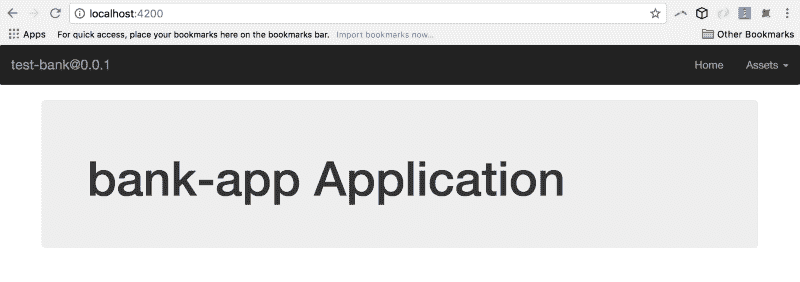 localhost:4200
Apps For quick access, place your bookmarks here on the bookmarks bar. Import bookmarks now... Other Bookmarks
test-bank@0.0.1 Home Assets
bank-app Application